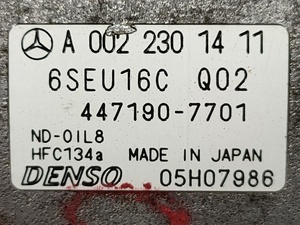 A 002 230 14 11
6SEU16C Q02
447190-7701
ND-OIL8
HFC134a MADE IN JAPAN
DENSO 05H07986